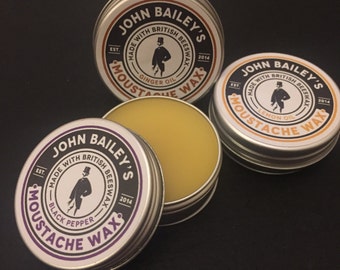 JOHN BAILEY'S
MADE WITH BRITISH BEESWAX
GINGER OIL
EST.
2014
MOUSTACHE WAX
JOHN BAILEY'S
MADE WITH BRITISH BEESWAX
EST.
2014
OIL
MOUSTACHE WAX
JOHN BAILEY'S
MADE WITH BRITISH BEESWAX
BLACK PEPPER
EST.
2014
MOUSTACHE WAX